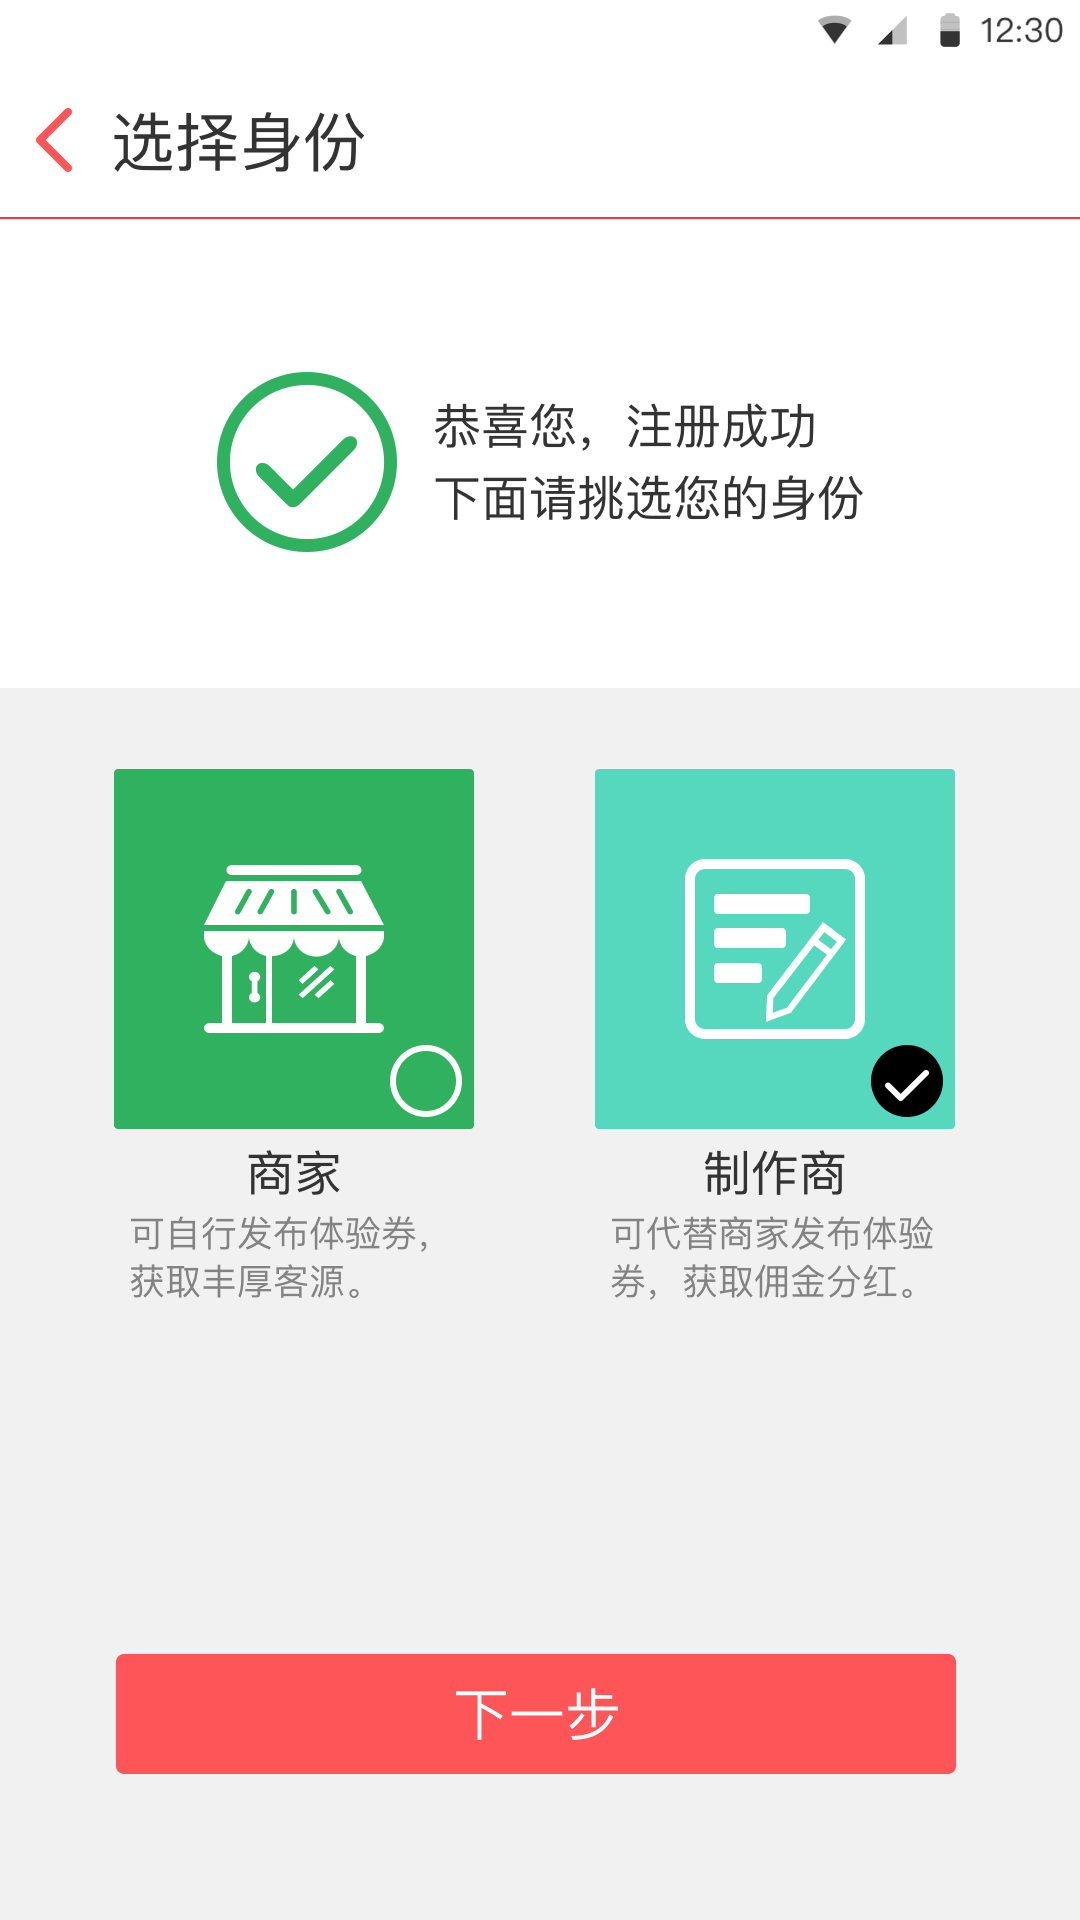 12:30
选择身份
恭喜您，注册成功
下面请挑选您的身份
商家
可自行发布体验券，
获取丰厚客源。
制作商
可代替商家发布体验
券，获取佣金分红。
下一步